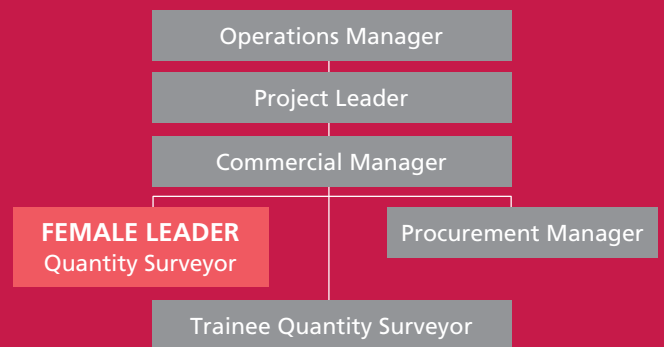 Operations Manager
Project Leader
Commercial Manager
FEMALE LEADER
Quantity Surveyor
Procurement Manager
Trainee Quantity Surveyor